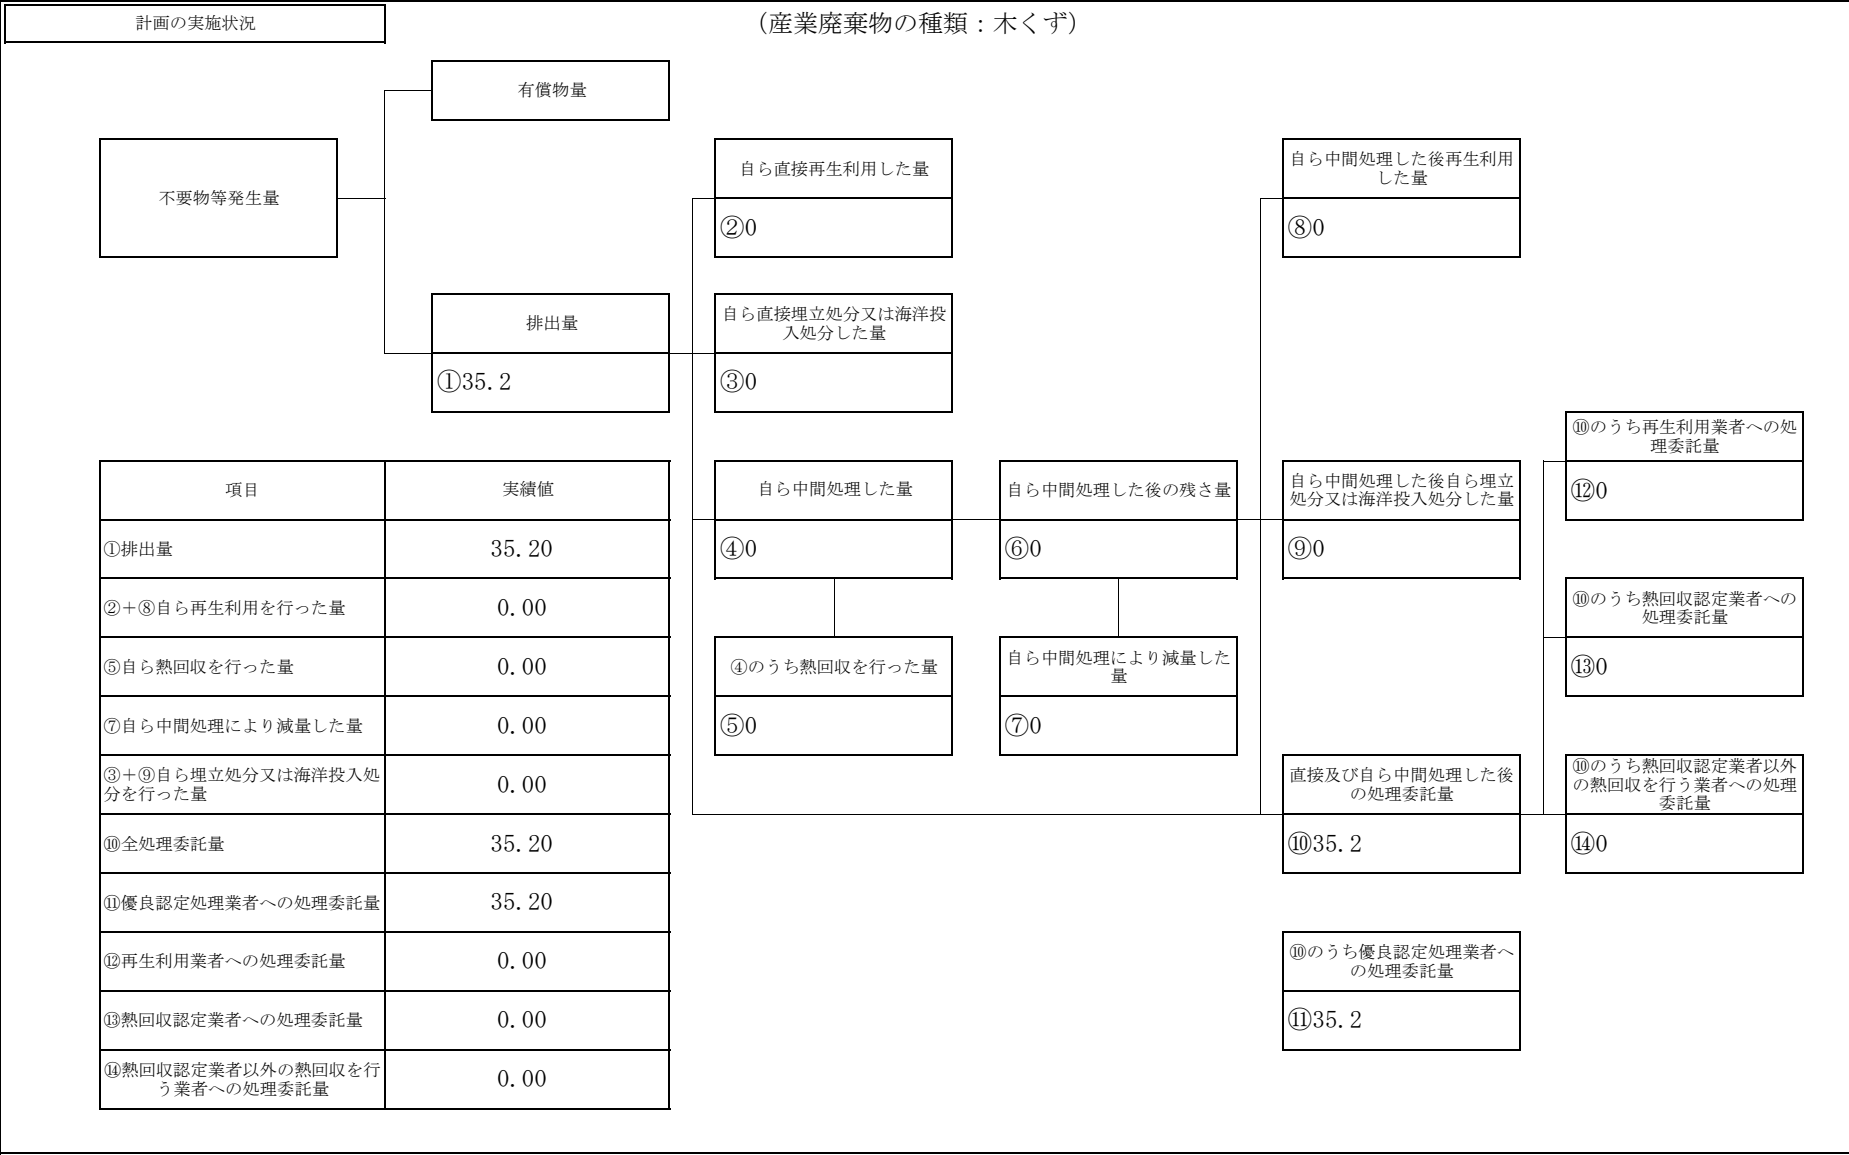 計画の実施状況
(産業廃棄物の種類：木くず)
有償物量
不要物等発生量
自ら直接再生利用した量
②0
自ら中間処理した後再生利用
した量
⑧0
排出量
①35.2
自ら直接埋立処分又は海洋投
入処分した量
③0
⑩のうち再生利用業者への処
理委託量
⑫0
自ら中間処理した量
④0
自ら中間処理した後の残さ量
⑥0
自ら中間処理した後自ら埋立
処分又は海洋投入処分した量
⑨0
⑩のうち熱回収認定業者への
処理委託量
⑬0
④のうち熱回収を行った量
⑤0
自ら中間処理により減量した
量
⑦0
直接及び自ら中間処理した後
の処理委託量
⑩35.2
⑩のうち熱回収認定業者以外
の熱回収を行う業者への処理
委託量
⑭0
⑩のうち優良認定処理業者へ
の処理委託量
⑪35.2
項目 実績値
①排出量 35.20
②＋⑧自ら再生利用を行った量 0.00
⑤自ら熱回収を行った量 0.00
⑦自ら中間処理により減量した量 0.00
③＋⑨自ら埋立処分又は海洋投入処
分を行った量 0.00
⑩全処理委託量 35.20
⑪優良認定処理業者への処理委託量 35.20
⑫再生利用業者への処理委託量 0.00
⑬熱回収認定業者への処理委託量 0.00
⑭熱回収認定業者以外の熱回収を行
う業者への処理委託量 0.00